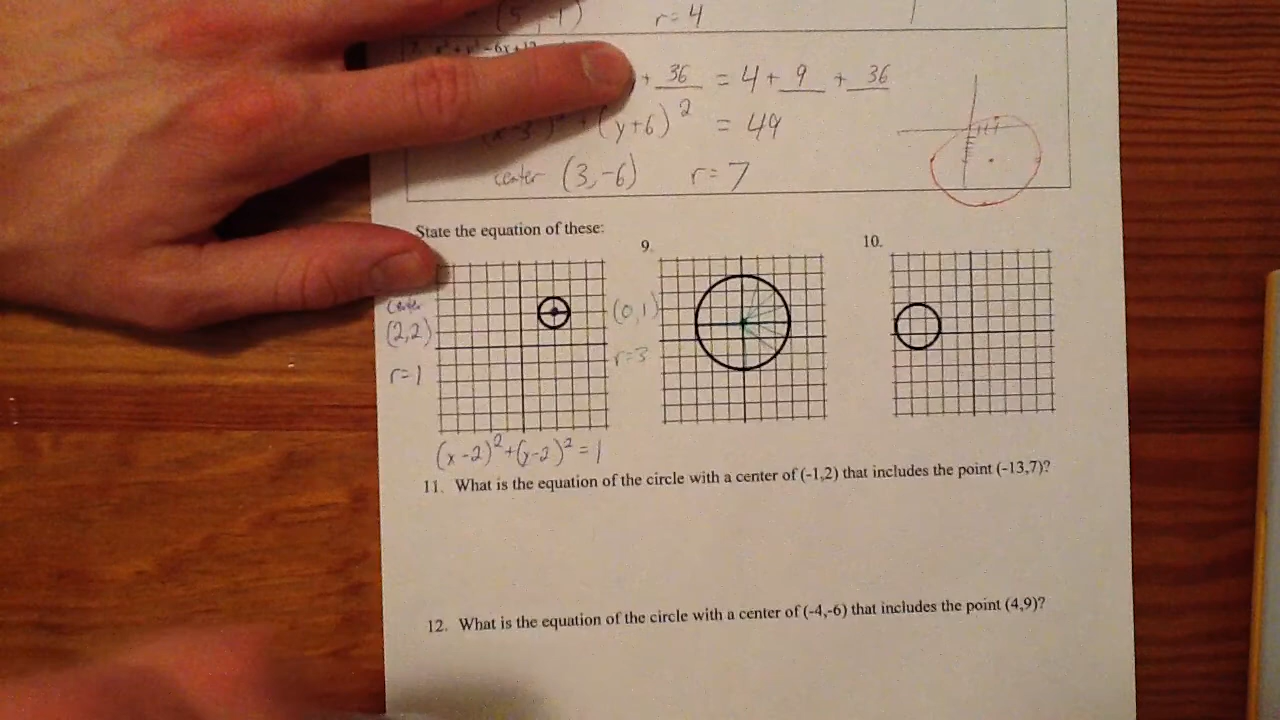 (5, -1) r=4
+ 36 = 4 + 9 + 36
(x-3)² + (y+6)² = 49
center (3,-6) r=7
State the equation of these:
9.
10.
center
(2,2)
r=1
(0,1)
r=3
(x-2)²+(y-2)²=1
11. What is the equation of the circle with a center of (-1,2) that includes the point (-13,7)?
12. What is the equation of the circle with a center of (-4,-6) that includes the point (4,9)?